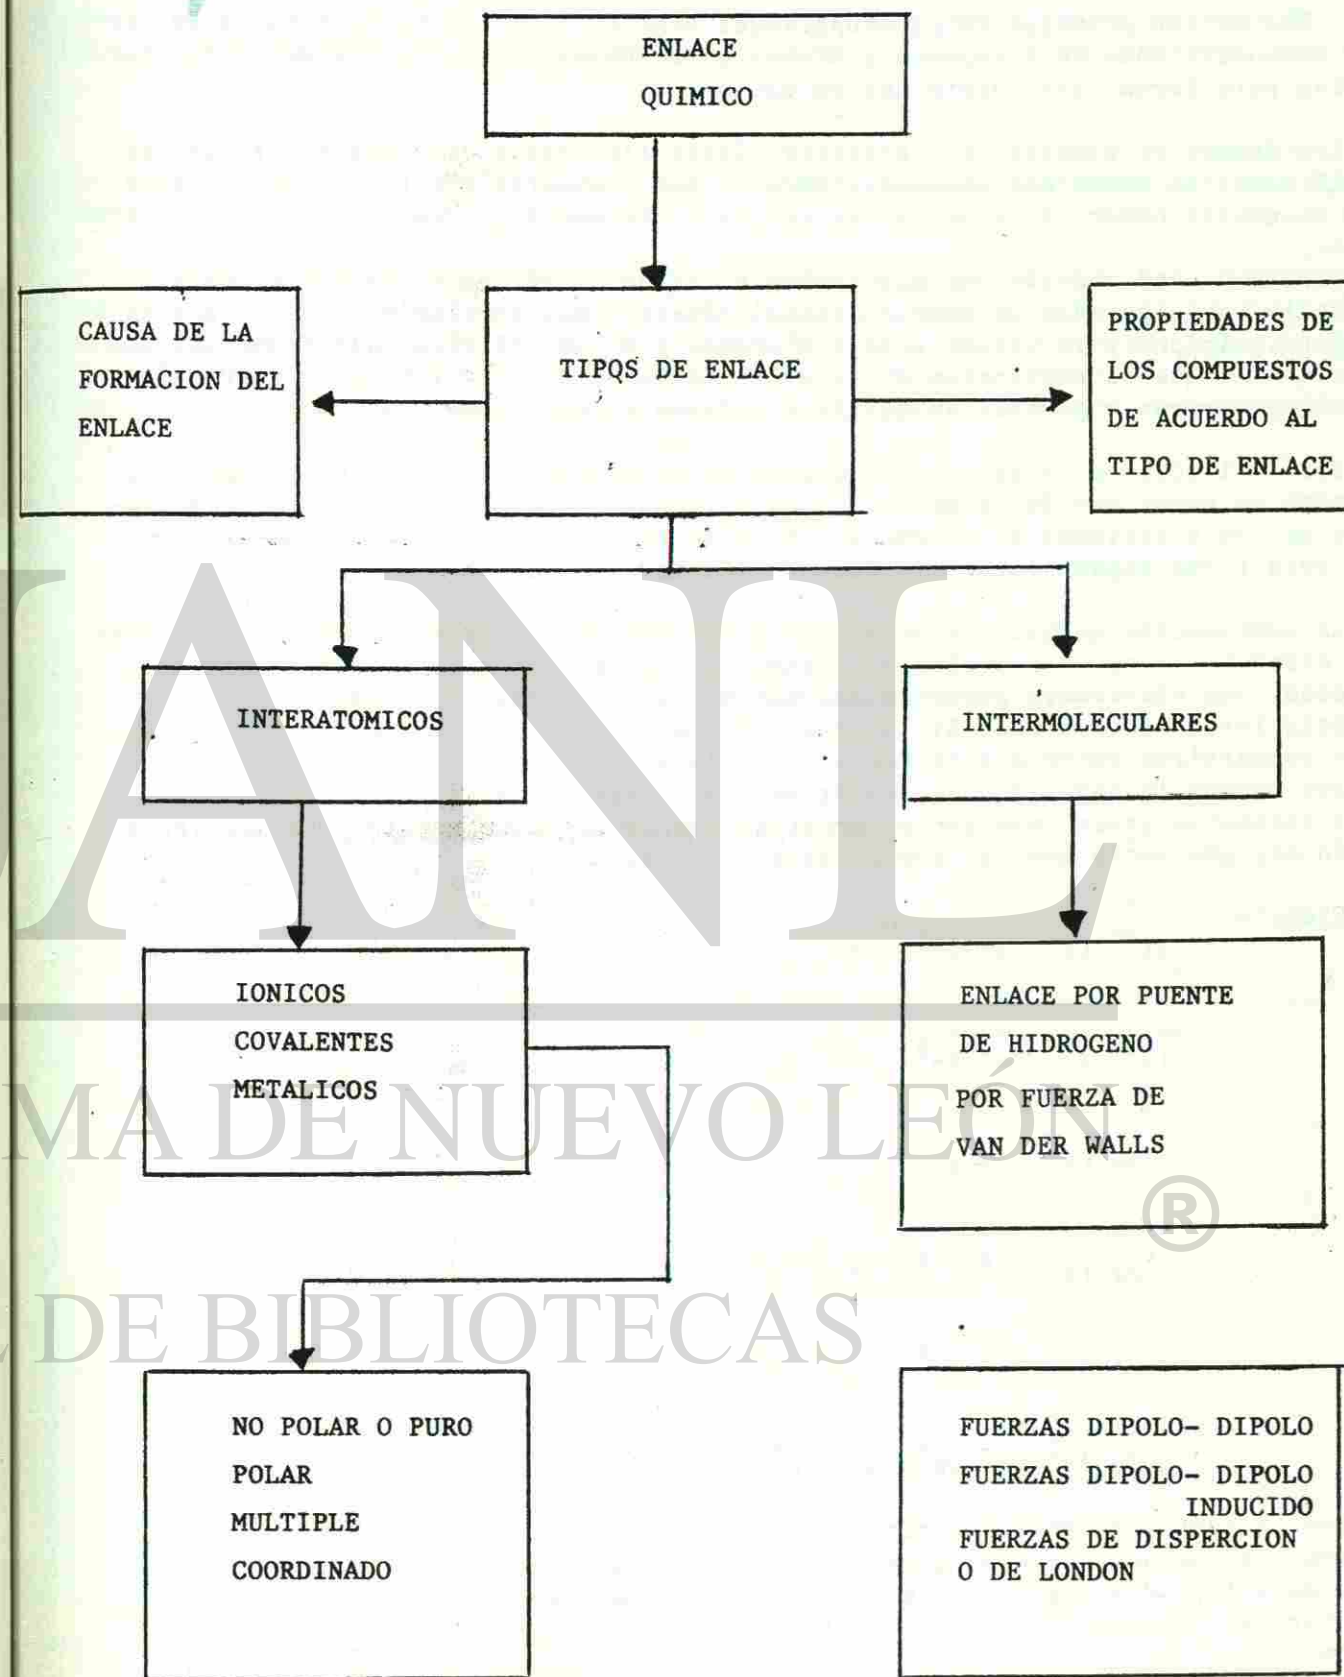 ENLACE
QUIMICO
CAUSA DE LA
FORMACION DEL
ENLACE
TIPOS DE ENLACE
PROPIEDADES DE
LOS COMPUESTOS
DE ACUERDO AL
TIPO DE ENLACE
INTERATOMICOS
INTERMOLECULARES
IONICOS
COVALENTES
METALICOS
ENLACE POR PUENTE
DE HIDROGENO
POR FUERZA DE
VAN DER WALLS
NO POLAR O PURO
POLAR
MULTIPLE
COORDINADO
FUERZAS DIPOLO- DIPOLO
FUERZAS DIPOLO- DIPOLO
INDUCIDO
FUERZAS DE DISPERCION
O DE LONDON
ANL
MA DE NUEVO LEÓN
®
DE BIBLIOTECAS